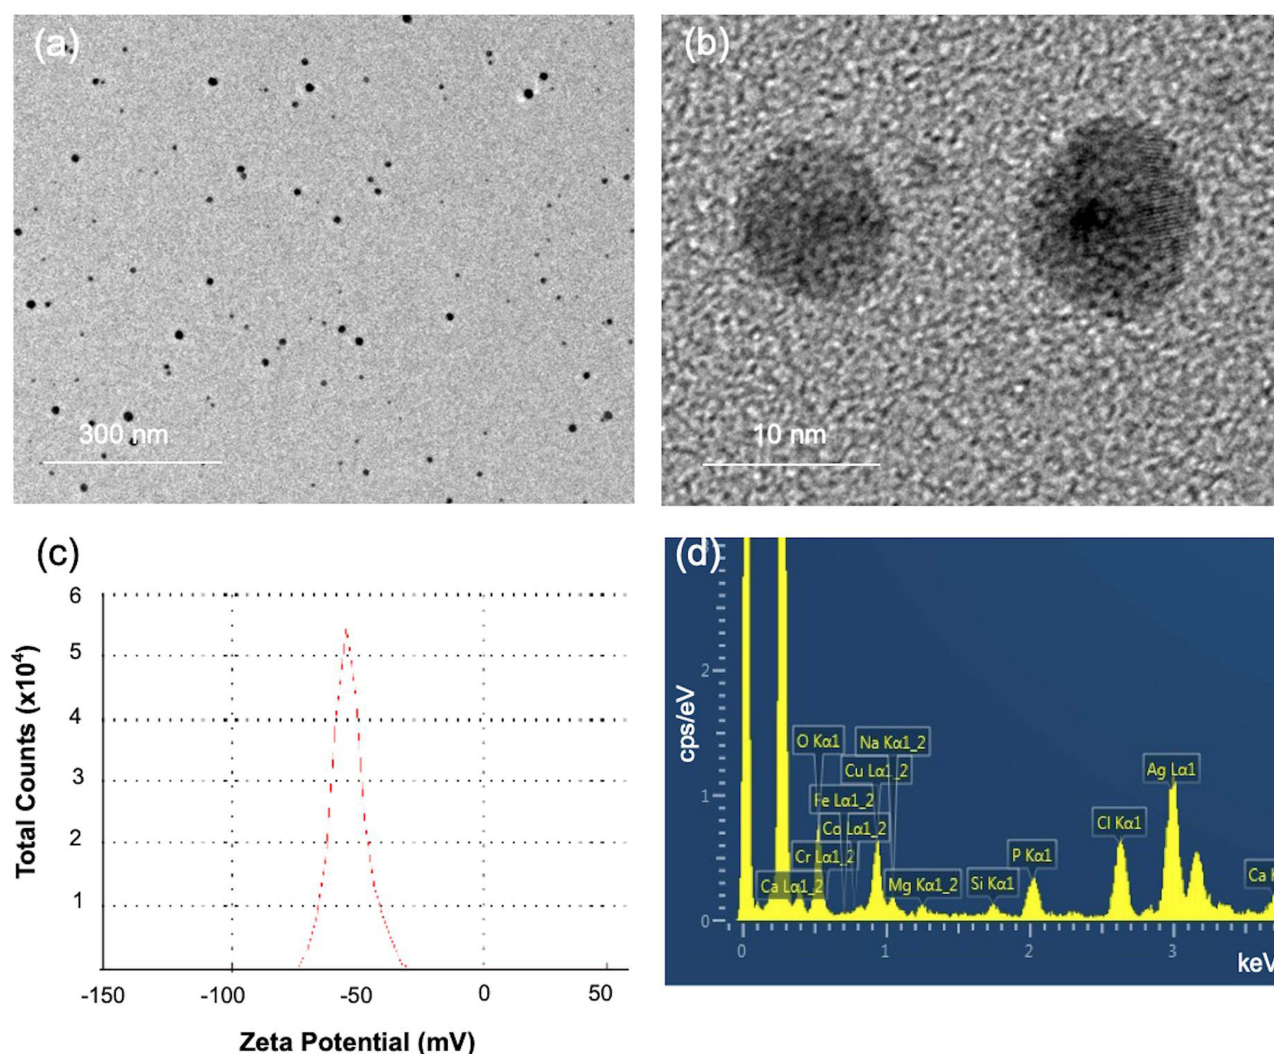 (a)
300 nm
(b)
10 nm
(c)
6
5
4
3
2
1
Total Counts (x10⁴)
-150
-100
-50
0
50
Zeta Potential (mV)
(d)
2
1
0
cps/eV
O Kα1
Na Kα1_2
Cu Lα1_2
Fe Lα1_2
Co Lα1_2
Cr Lα1_2
Ca Lα1_2
Mg Kα1_2
Si Kα1
P Kα1
Cl Kα1
Ag Lα1
Ca K
0
1
2
3
keV